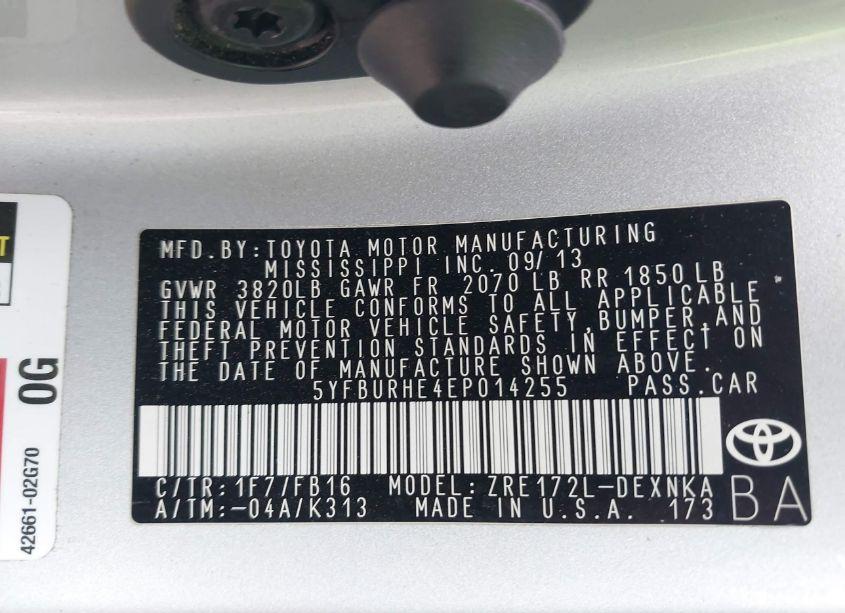 MFD.BY:TOYOTA MOTOR MANUFACTURING
MISSISSIPPI INC. 09/13
GVWR 3820LB GAWR FR 2070 LB RR 1850 LB
THIS VEHICLE CONFORMS TO ALL APPLICABLE
FEDERAL MOTOR VEHICLE SAFETY,BUMPER,AND
THEFT PREVENTION STANDARDS IN EFFECT ON
THE DATE OF MANUFACTURE SHOWN ABOVE.
5YFBURHE4EP014255 PASS.CAR
C/TR:1F7/FB16 MODEL:ZRE172L-DEXNKA
A/TM:-04A/K313 MADE IN U.S.A. 173
BA
0G
42661-02G70